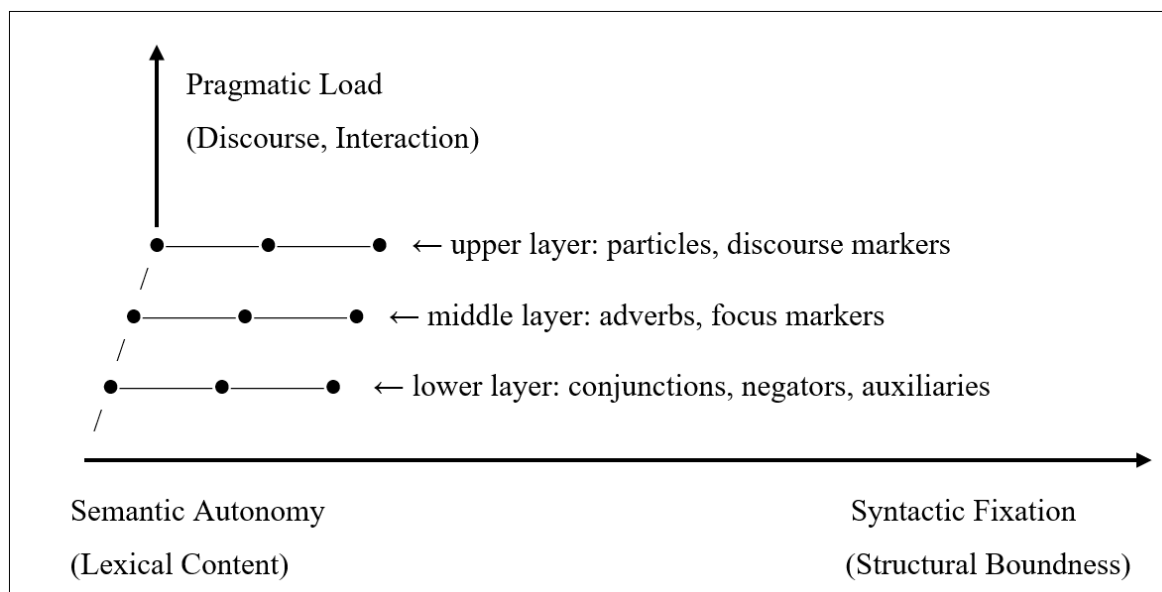 Pragmatic Load
(Discourse, Interaction)
← upper layer: particles, discourse markers
← middle layer: adverbs, focus markers
← lower layer: conjunctions, negators, auxiliaries
Semantic Autonomy
Syntactic Fixation
(Lexical Content)
(Structural Boundness)